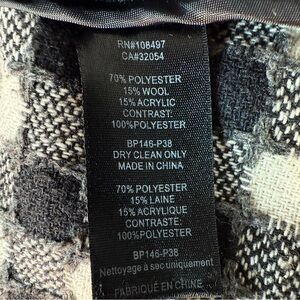 RN#108497
CA#32054
70% POLYESTER
15% WOOL
15% ACRYLIC
CONTRAST:
100%POLYESTER
BP146-P38
DRY CLEAN ONLY
MADE IN CHINA
70% POLYESTER
15% LAINE
15% ACRYLIQUE
CONTRASTE:
100%POLYESTER
BP146-P38
Nettoyage à sec uniquement
FABRIQUÉ EN CHINE